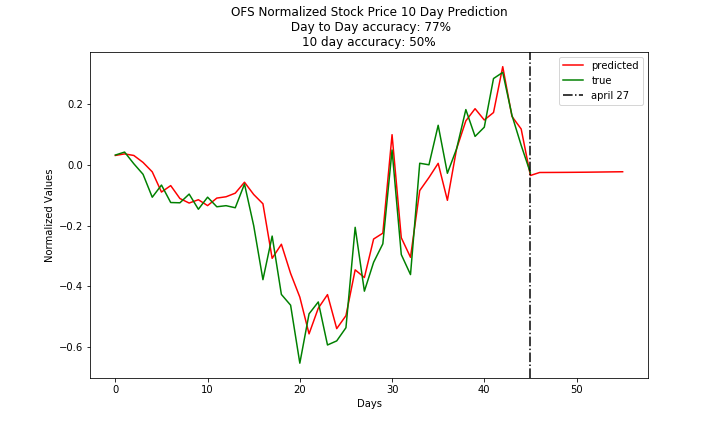 OFS Normalized Stock Price 10 Day Prediction
Day to Day accuracy: 77%
10 day accuracy: 50%
predicted
true
april 27
0.2
0.0
−0.2
−0.4
−0.6
Normalized Values
0
10
20
30
40
50
Days